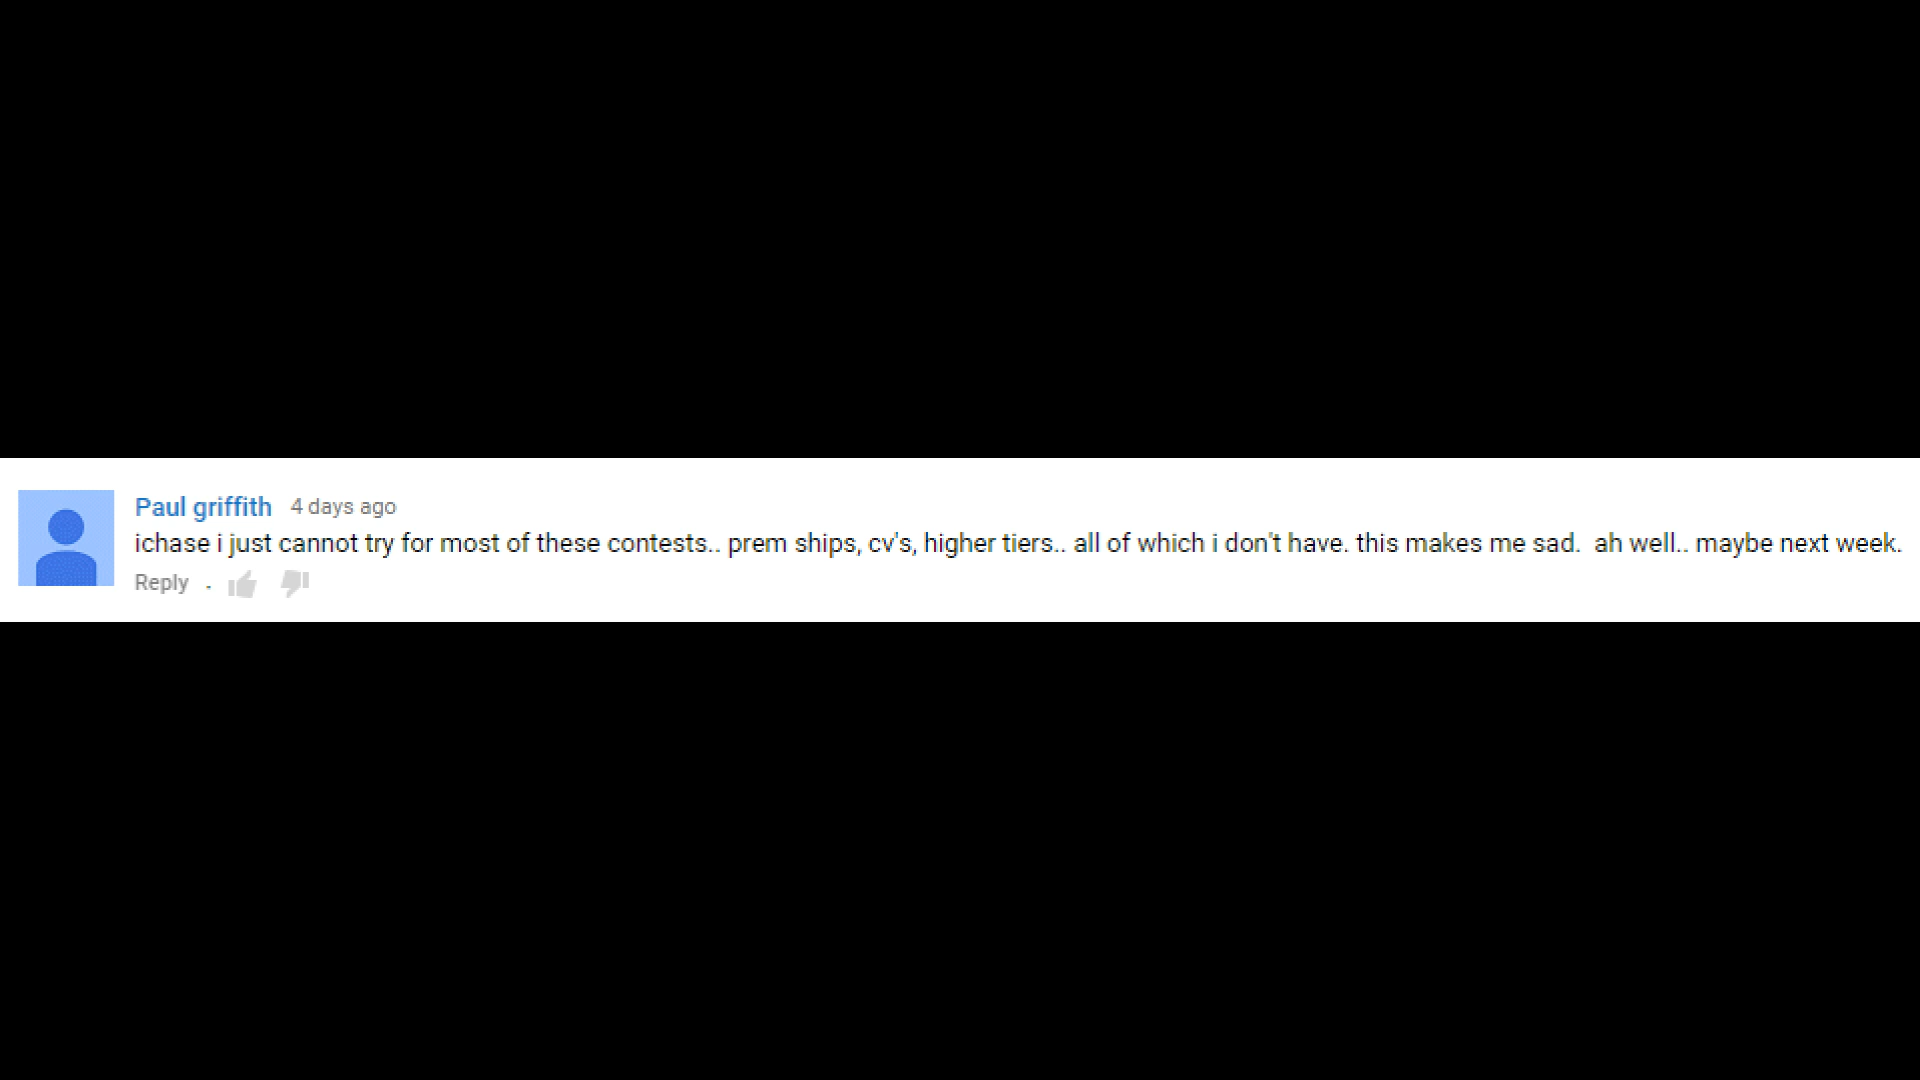 Paul griffith 4 days ago
ichase i just cannot try for most of these contests.. prem ships, cv's, higher tiers.. all of which i don't have. this makes me sad.  ah well.. maybe next week.
Reply .